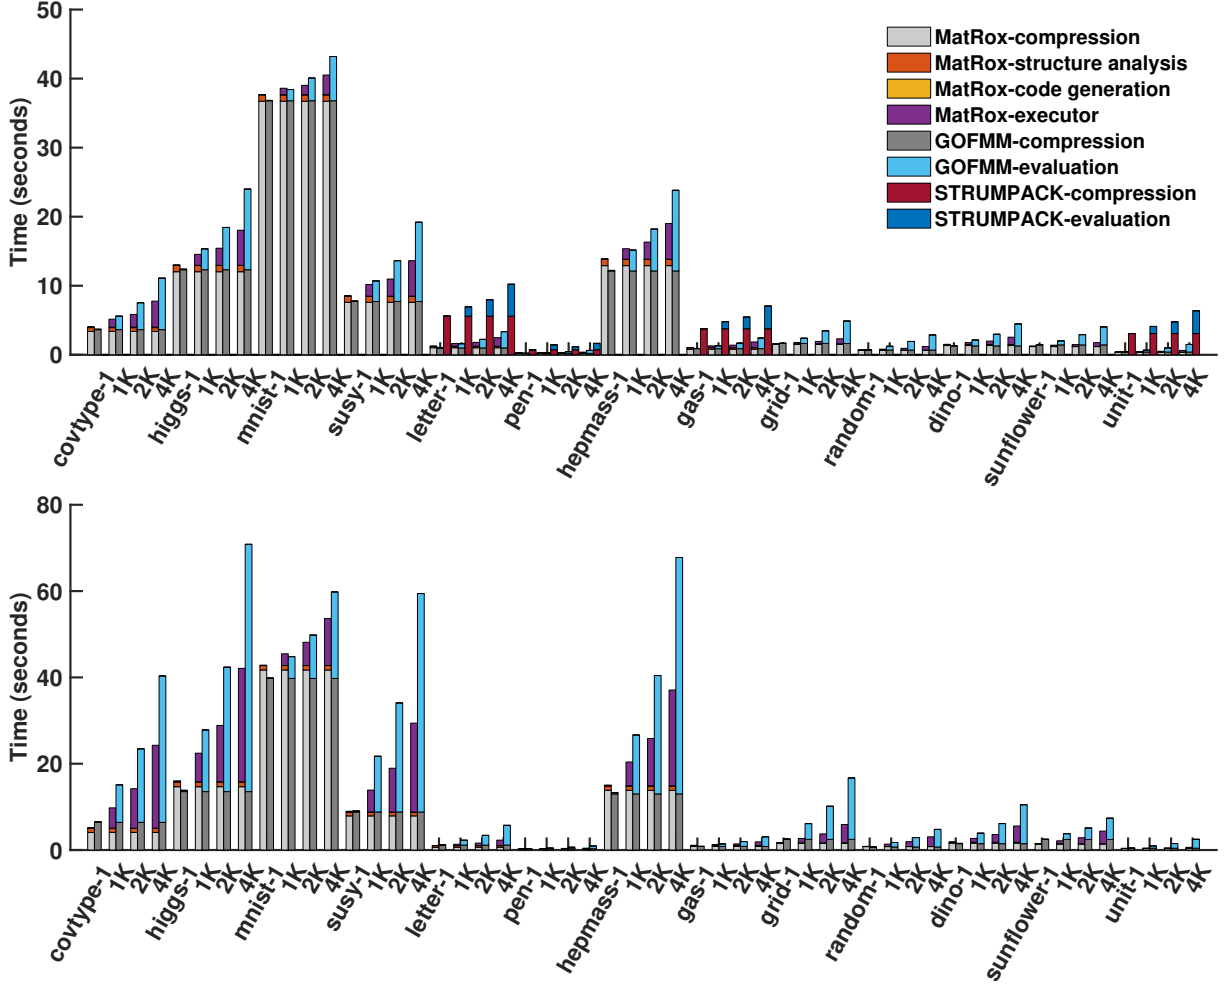 50
40
30
20
10
0
Time (seconds)
MatRox-compression
MatRox-structure analysis
MatRox-code generation
MatRox-executor
GOFMM-compression
GOFMM-evaluation
STRUMPACK-compression
STRUMPACK-evaluation
covtype-1 1K 2K 4K higgs-1 1K 2K 4K mnist-1 1K 2K 4K susy-1 1K 2K 4K letter-1 1K 2K 4K pen-1 1K 2K 4K hepmass-1 1K 2K 4K gas-1 1K 2K 4K grid-1 1K 2K 4K random-1 1K 2K 4K dino-1 1K 2K 4K sunflower-1 1K 2K 4K unit-1 1K 2K 4K
80
60
40
20
0
Time (seconds)
covtype-1 1K 2K 4K higgs-1 1K 2K 4K mnist-1 1K 2K 4K susy-1 1K 2K 4K letter-1 1K 2K 4K pen-1 1K 2K 4K hepmass-1 1K 2K 4K gas-1 1K 2K 4K grid-1 1K 2K 4K random-1 1K 2K 4K dino-1 1K 2K 4K sunflower-1 1K 2K 4K unit-1 1K 2K 4K